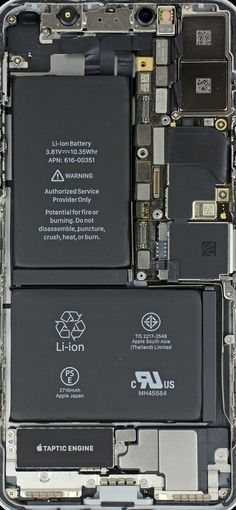 Li-ion Battery
3.81V 10.35Whr
APN: 616-00351
WARNING
Authorized Service
Provider Only
Potential for fire or
burning. Do not
disassemble, puncture,
crush, heat, or burn.
Li-ion
TIS 2217-2548
Apple South Asia
(Thailand) Limited
PS
E
2716mAh
Apple Japan
c RU us
MH45584
TAPTIC ENGINE